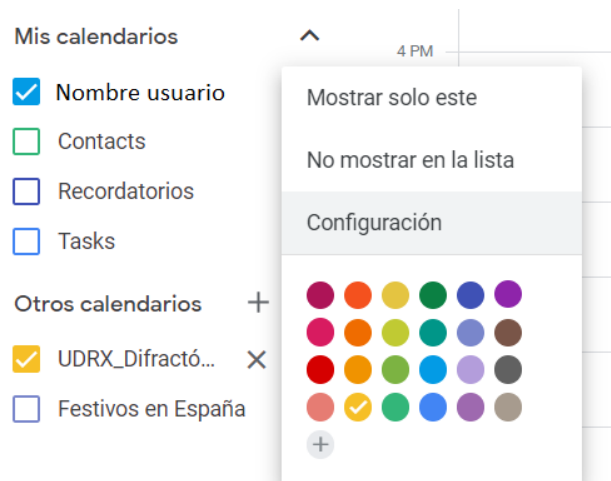 Mis calendarios
4 PM
Nombre usuario
Contacts
Recordatorios
Tasks
Otros calendarios +
UDRX_Difractó... ×
Festivos en España
Mostrar solo este
No mostrar en la lista
Configuración
+